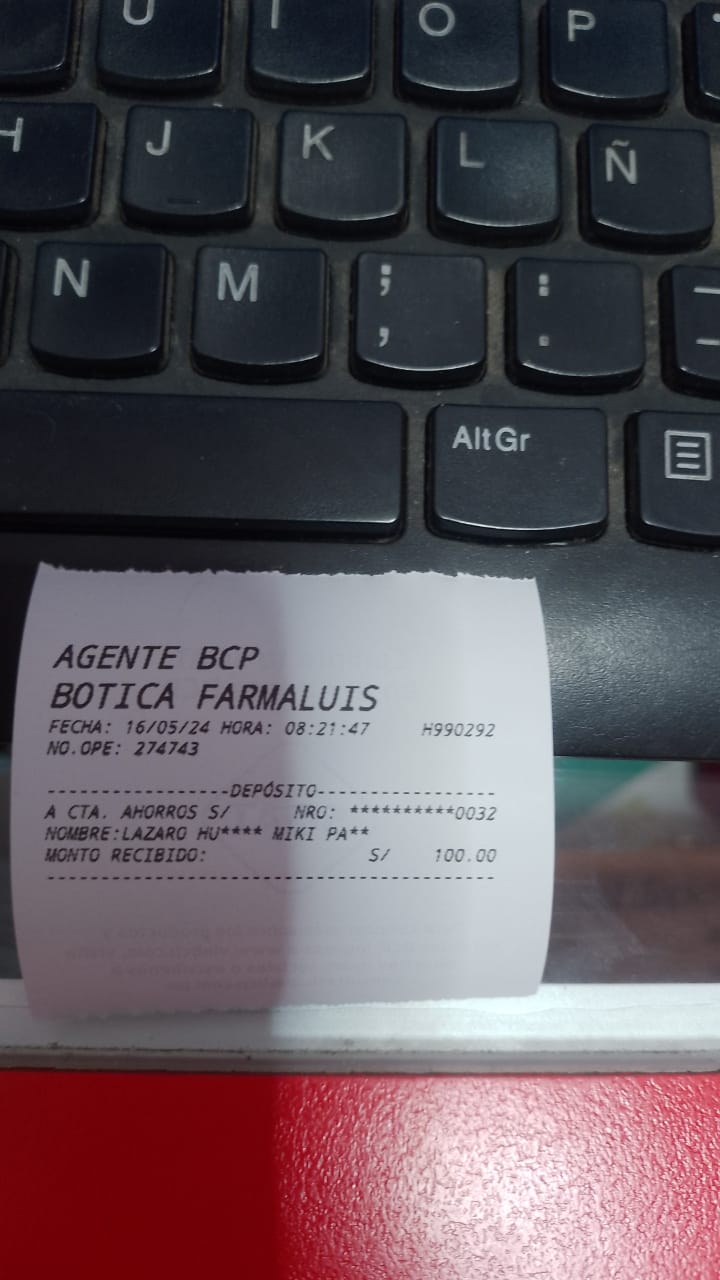 U I O P
H J K L Ñ
N M ; :
, .
AltGr
AGENTE BCP
BOTICA FARMALUIS
FECHA: 16/05/24 HORA: 08:21:47 H990292
NO.OPE: 274743
------------------DEPÓSITO------------------
A CTA. AHORROS S/ NRO: **********0032
NOMBRE:LAZARO HU**** MIKI PA**
MONTO RECIBIDO: S/ 100.00
---------------------------------------------